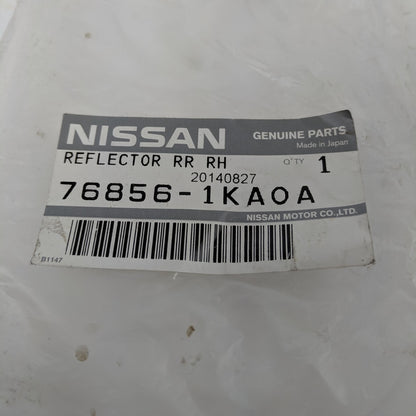 NISSAN
GENUINE PARTS
Made in Japan
REFLECTOR RR RH
Q'TY 1
20140827
76856-1KA0A
NISSAN MOTOR CO.,LTD.
B1147